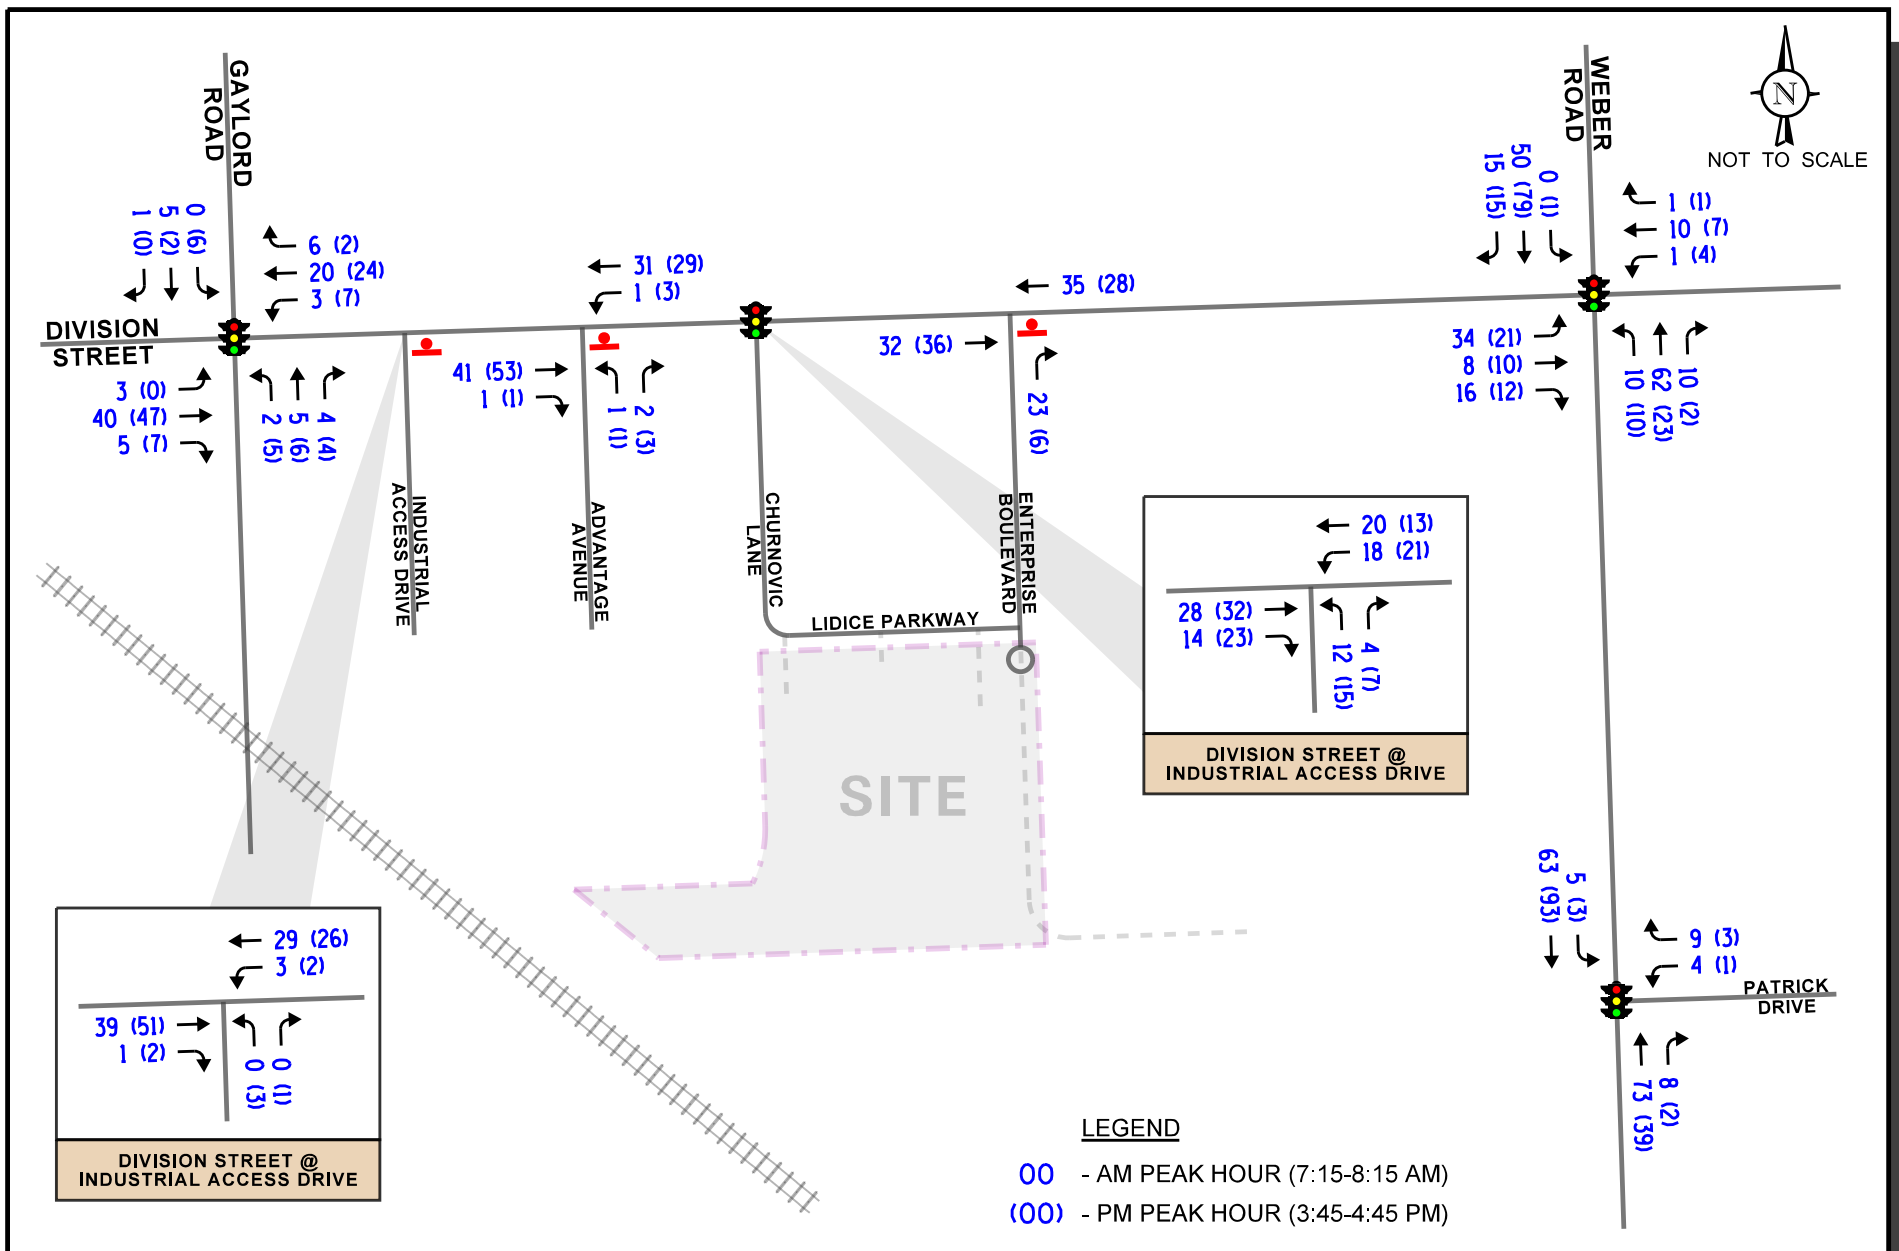 GAYLORD
ROAD
WEBER
ROAD
N
NOT TO SCALE
0 (6)
5 (2)
1 (0)
6 (2)
20 (24)
3 (7)
31 (29)
1 (3)
35 (28)
0 (1)
50 (79)
15 (15)
1 (1)
10 (7)
1 (4)
DIVISION
STREET
3 (0)
40 (47)
5 (7)
2 (5)
5 (6)
4 (4)
41 (53)
1 (1)
1 (1)
2 (3)
32 (36)
23 (6)
34 (21)
8 (10)
16 (12)
10 (10)
62 (23)
10 (2)
INDUSTRIAL
ACCESS DRIVE
ADVANTAGE
AVENUE
CHURNOVIC
LANE
ENTERPRISE
BOULEVARD
LIDICE PARKWAY
SITE
20 (13)
18 (21)
28 (32)
14 (23)
12 (15)
4 (7)
DIVISION STREET @
INDUSTRIAL ACCESS DRIVE
5 (3)
63 (93)
9 (3)
4 (1)
PATRICK
DRIVE
73 (39)
8 (2)
29 (26)
3 (2)
39 (51)
1 (2)
0 (3)
0 (1)
DIVISION STREET @
INDUSTRIAL ACCESS DRIVE
LEGEND
00 - AM PEAK HOUR (7:15-8:15 AM)
(00) - PM PEAK HOUR (3:45-4:45 PM)